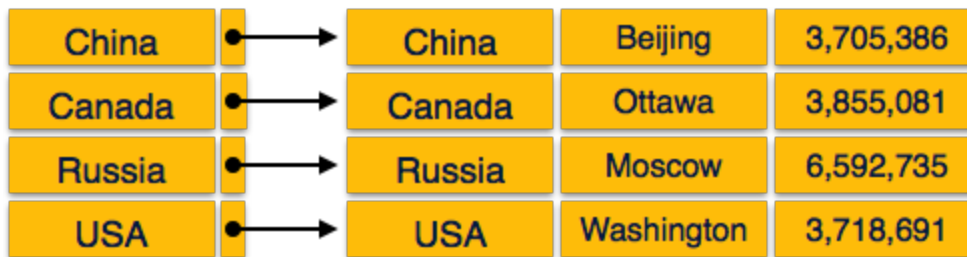 China China Beijing 3,705,386
Canada Canada Ottawa 3,855,081
Russia Russia Moscow 6,592,735
USA USA Washington 3,718,691